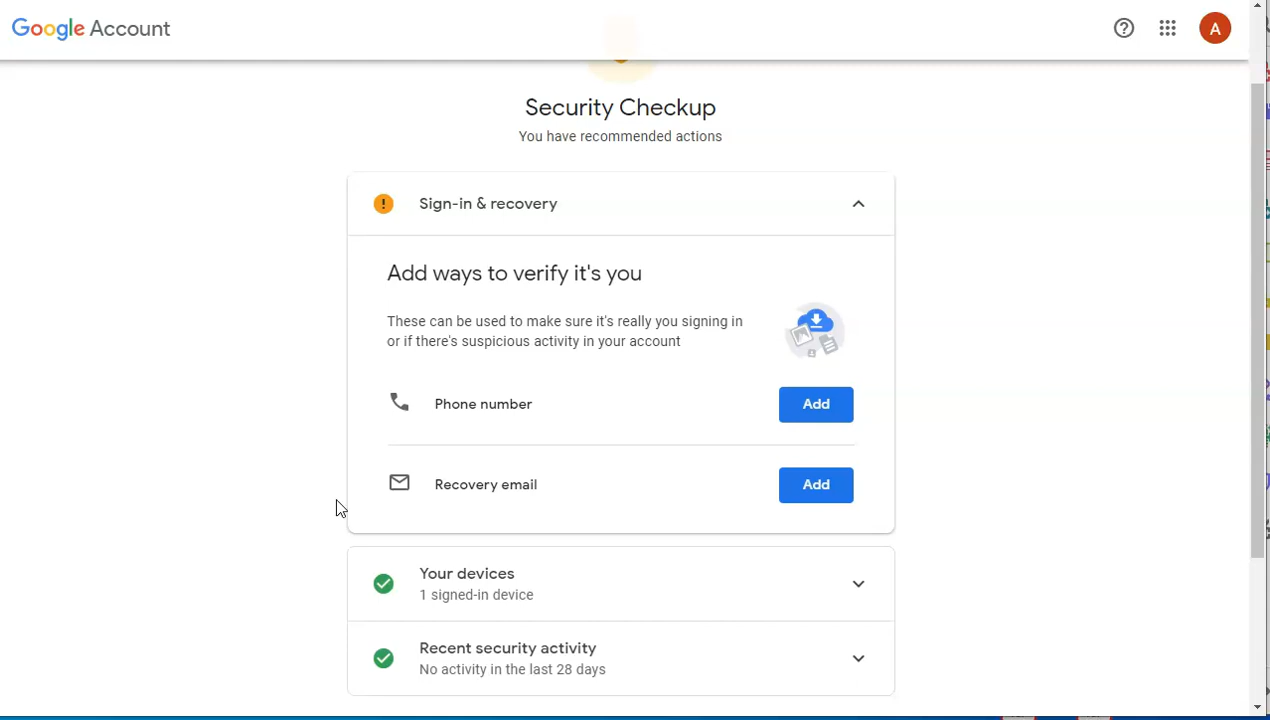 Google Account
A
Security Checkup
You have recommended actions
Sign-in & recovery
Add ways to verify it's you
These can be used to make sure it's really you signing in
or if there's suspicious activity in your account
Phone number
Add
Recovery email
Add
Your devices
1 signed-in device
Recent security activity
No activity in the last 28 days